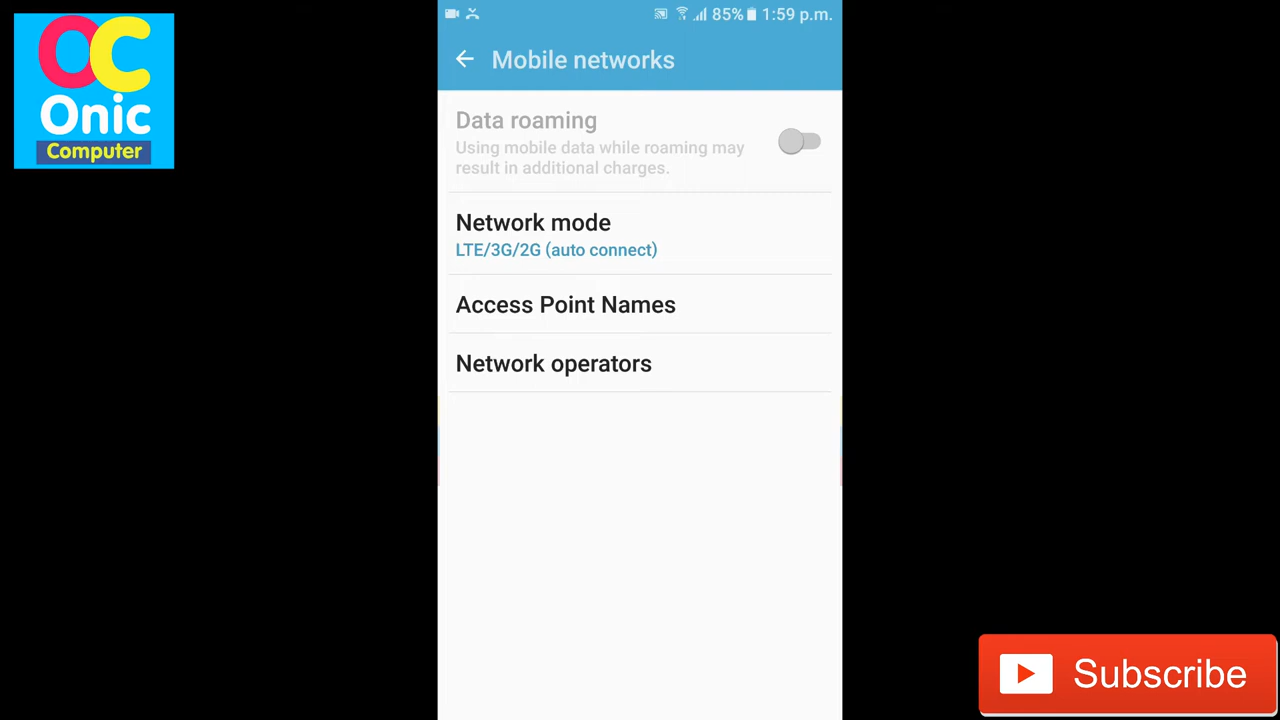 OC
Onic
Computer
85% 1:59 p.m.
Mobile networks
Data roaming
Using mobile data while roaming may
result in additional charges.
Network mode
LTE/3G/2G (auto connect)
Access Point Names
Network operators
Subscribe